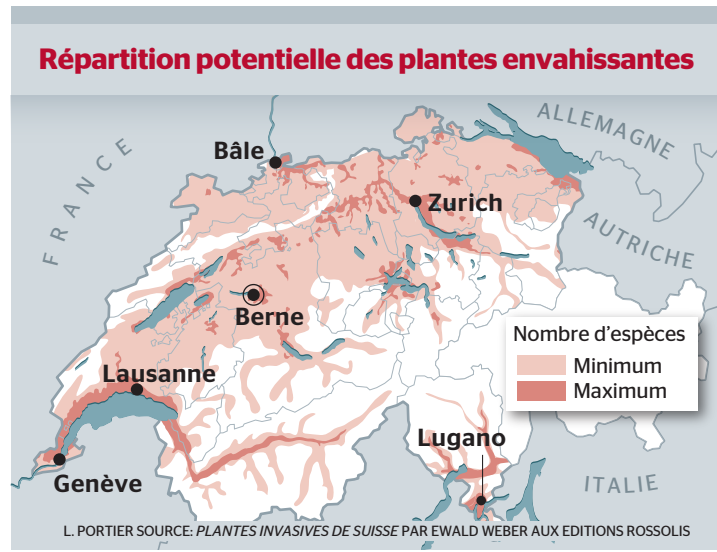 Répartition potentielle des plantes envahissantes
ALLEMAGNE
FRANCE
Bâle
Zurich
AUTRICHE
Berne
Nombre d'espèces
Minimum
Maximum
Lausanne
Lugano
Genève
ITALIE
L. PORTIER SOURCE: PLANTES INVASIVES DE SUISSE PAR EWALD WEBER AUX EDITIONS ROSSOLIS